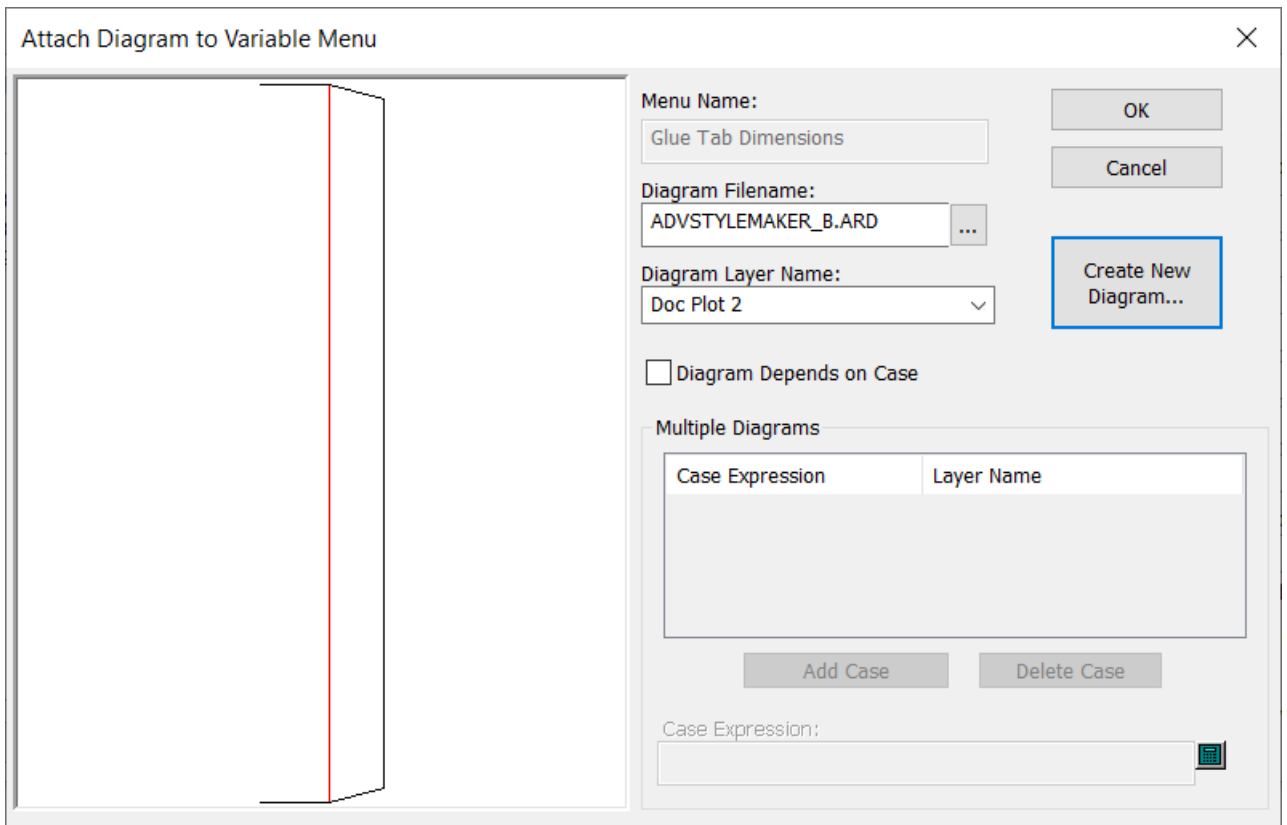 Attach Diagram to Variable Menu
Menu Name:
Glue Tab Dimensions
OK
Cancel
Diagram Filename:
ADVSTYLEMAKER_B.ARD
...
Create New
Diagram...
Diagram Layer Name:
Doc Plot 2
Diagram Depends on Case
Multiple Diagrams
Case Expression Layer Name
Add Case Delete Case
Case Expression: